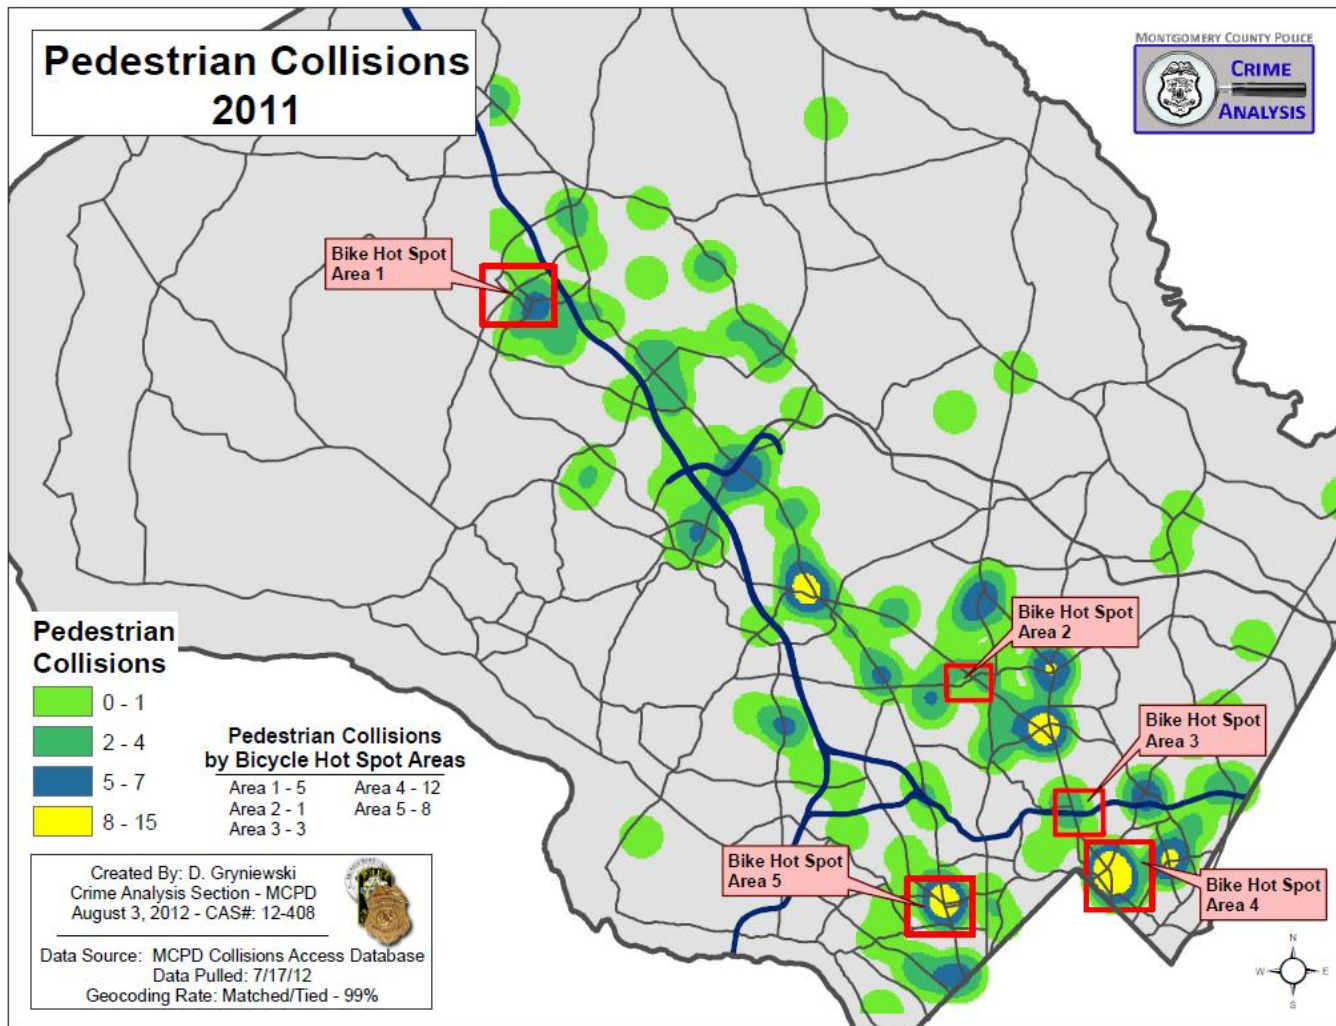 Pedestrian Collisions
2011
MONTGOMERY COUNTY POLICE
CRIME
ANALYSIS
Bike Hot Spot
Area 1
Bike Hot Spot
Area 2
Bike Hot Spot
Area 3
Bike Hot Spot
Area 4
Bike Hot Spot
Area 5
Pedestrian
Collisions
0 - 1
2 - 4
5 - 7
8 - 15
Pedestrian Collisions
by Bicycle Hot Spot Areas
Area 1 - 5 Area 4 - 12
Area 2 - 1 Area 5 - 8
Area 3 - 3
Created By: D. Gryniewski
Crime Analysis Section - MCPD
August 3, 2012 - CAS#: 12-408
Data Source: MCPD Collisions Access Database
Data Pulled: 7/17/12
Geocoding Rate: Matched/Tied - 99%
N
W E
S